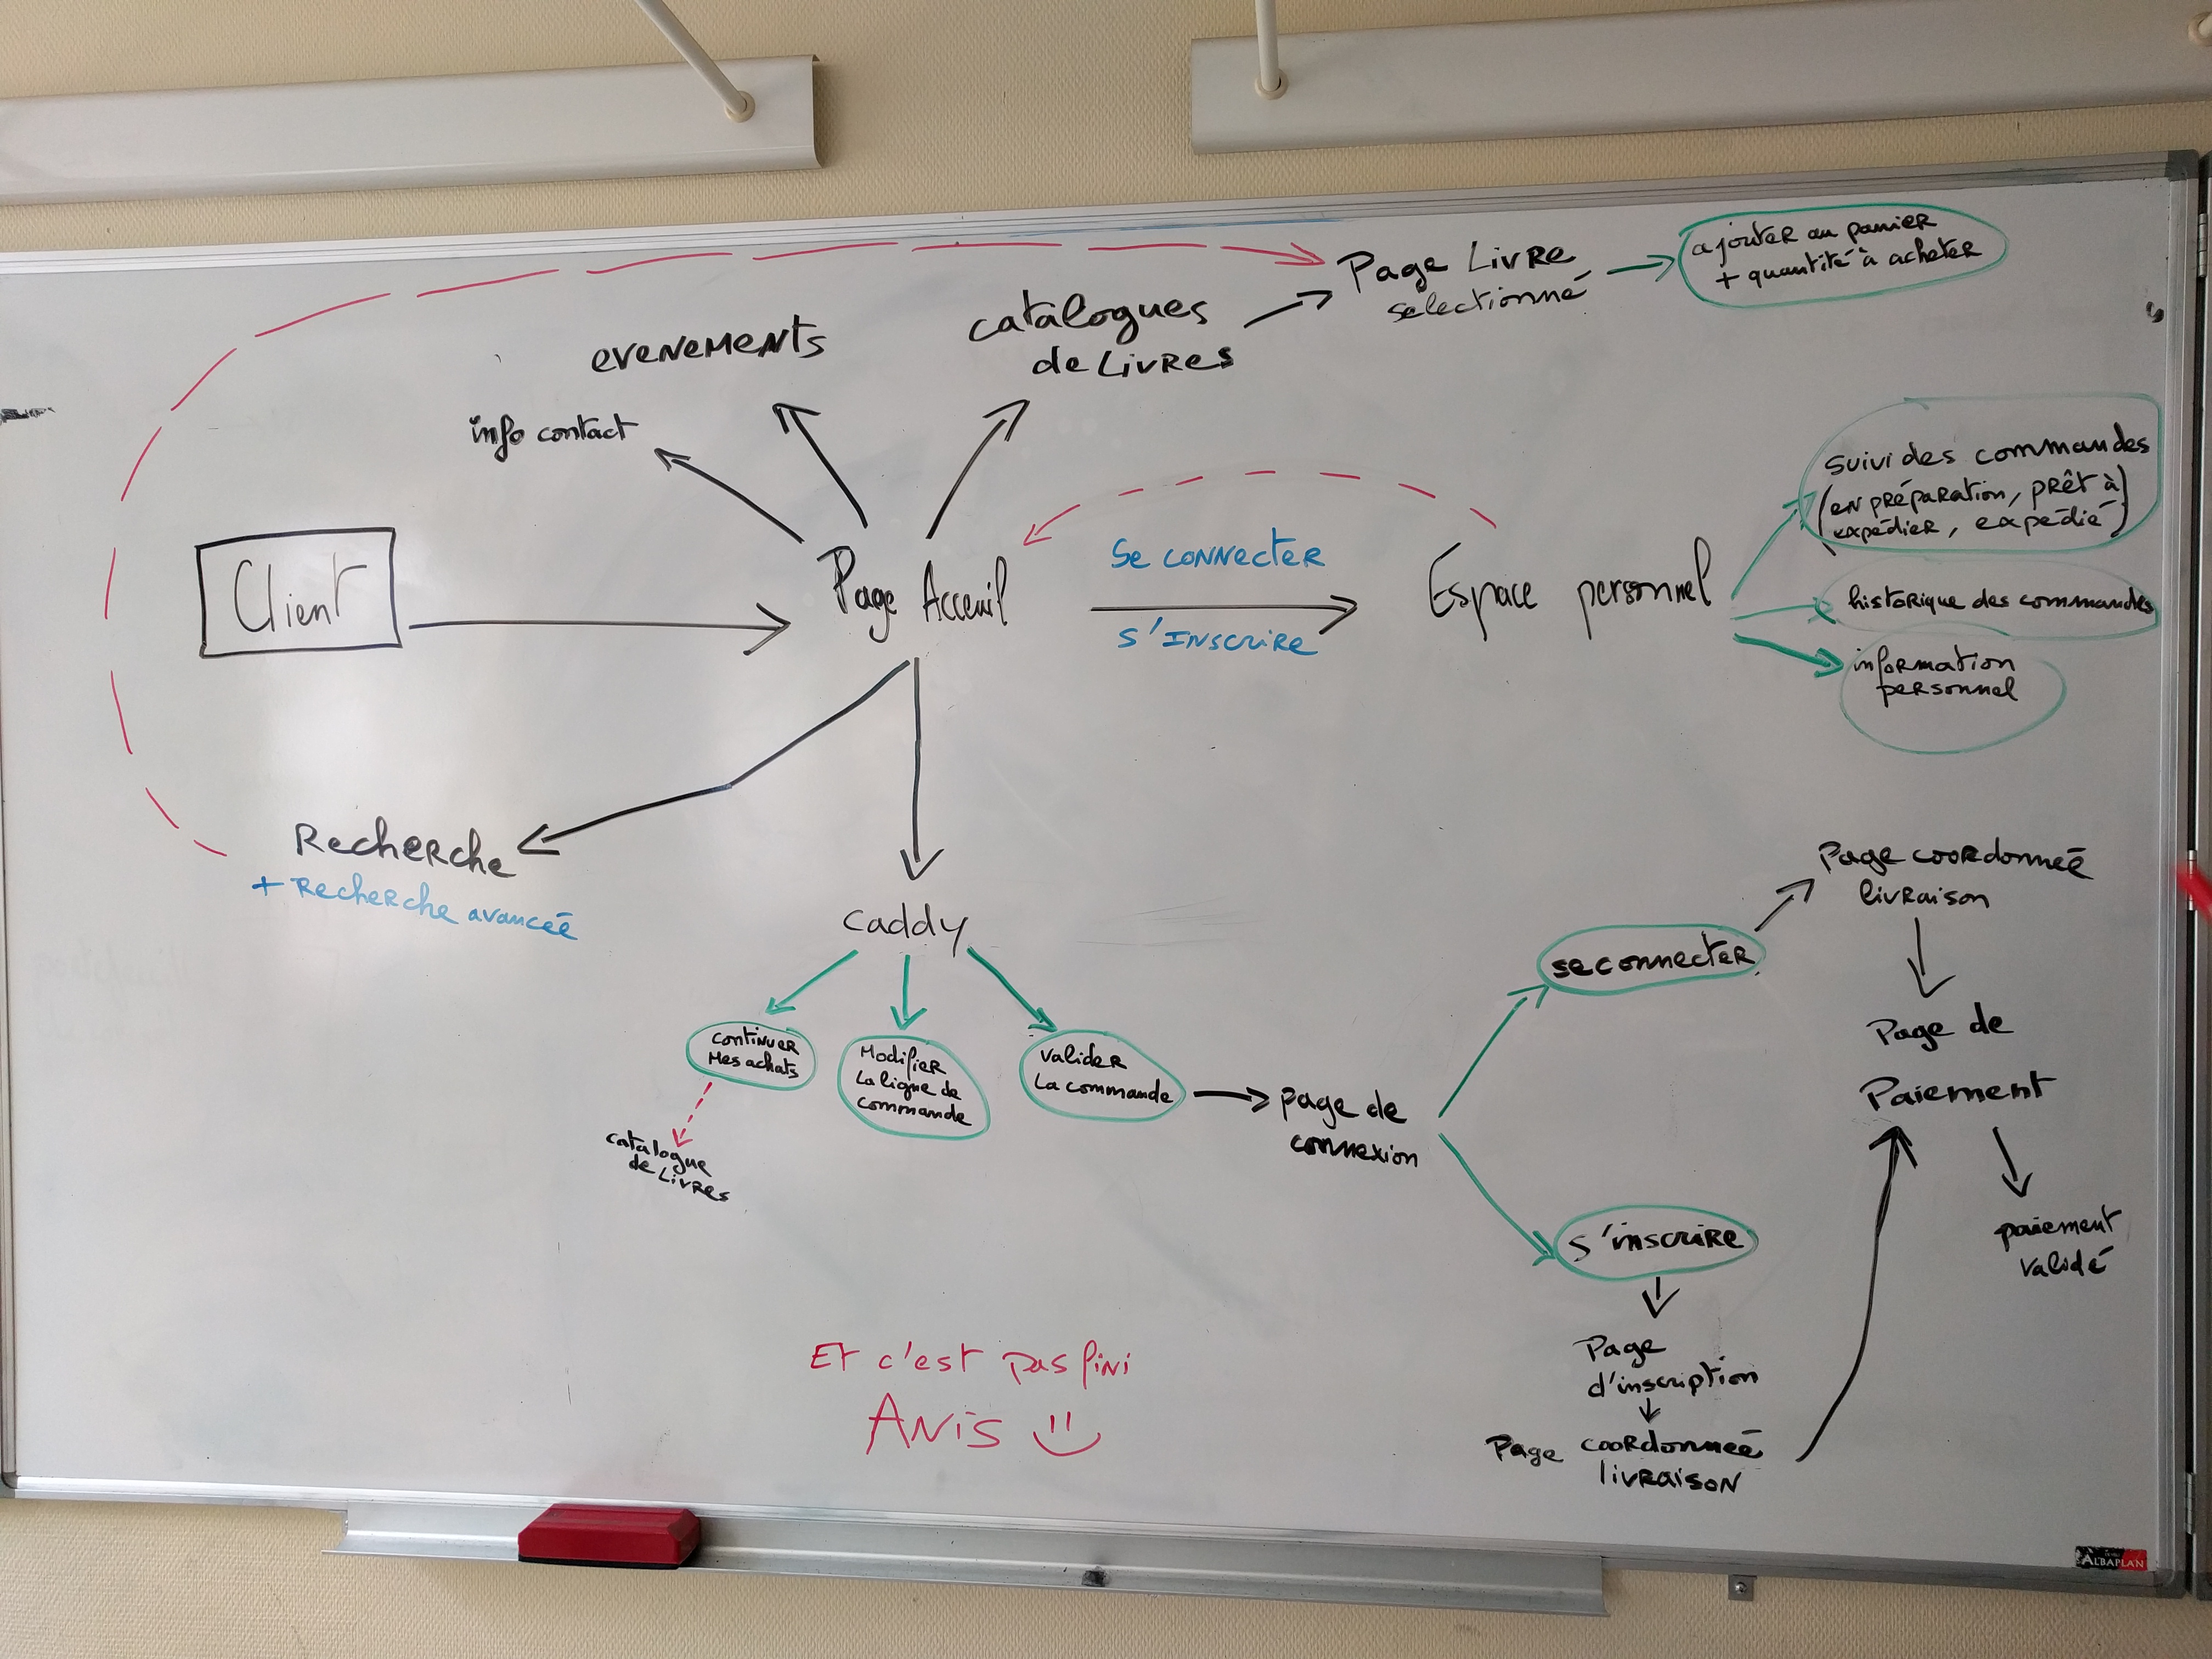 Page Livre
selectionné
ajouter au panier
+ quantité à acheter
evenements
catalogues
de Livres
info contact
suivi des commandes
(en préparation, prêt à
expédier, expédié)
Client
Page Acceuil
Se connecter
S'Inscrire
Espace personnel
historique des commandes
information
personnel
Recherche
+ Recherche avanceé
caddy
continuer
Mes achats
Modifier
La ligne de
commande
valider
La commande
catalogue
de Livres
page de
connexion
se connecter
Page coordonneé
livraison
Page de
Paiement
paiement
validé
s'inscrire
Page
d'inscription
Page coordonneé
livraison
Et c'est pas fini
Anis
ALBAPLAN